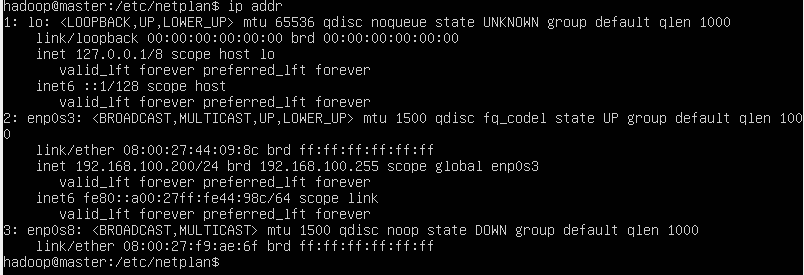 hadoop@master:/etc/netplan$ ip addr
1: lo: <LOOPBACK,UP,LOWER_UP> mtu 65536 qdisc noqueue state UNKNOWN group default qlen 1000
    link/loopback 00:00:00:00:00:00 brd 00:00:00:00:00:00
    inet 127.0.0.1/8 scope host lo
       valid_lft forever preferred_lft forever
    inet6 ::1/128 scope host
       valid_lft forever preferred_lft forever
2: enp0s3: <BROADCAST,MULTICAST,UP,LOWER_UP> mtu 1500 qdisc fq_codel state UP group default qlen 100
0
    link/ether 08:00:27:44:09:8c brd ff:ff:ff:ff:ff:ff
    inet 192.168.100.200/24 brd 192.168.100.255 scope global enp0s3
       valid_lft forever preferred_lft forever
    inet6 fe80::a00:27ff:fe44:98c/64 scope link
       valid_lft forever preferred_lft forever
3: enp0s8: <BROADCAST,MULTICAST> mtu 1500 qdisc noop state DOWN group default qlen 1000
    link/ether 08:00:27:f9:ae:6f brd ff:ff:ff:ff:ff:ff
hadoop@master:/etc/netplan$